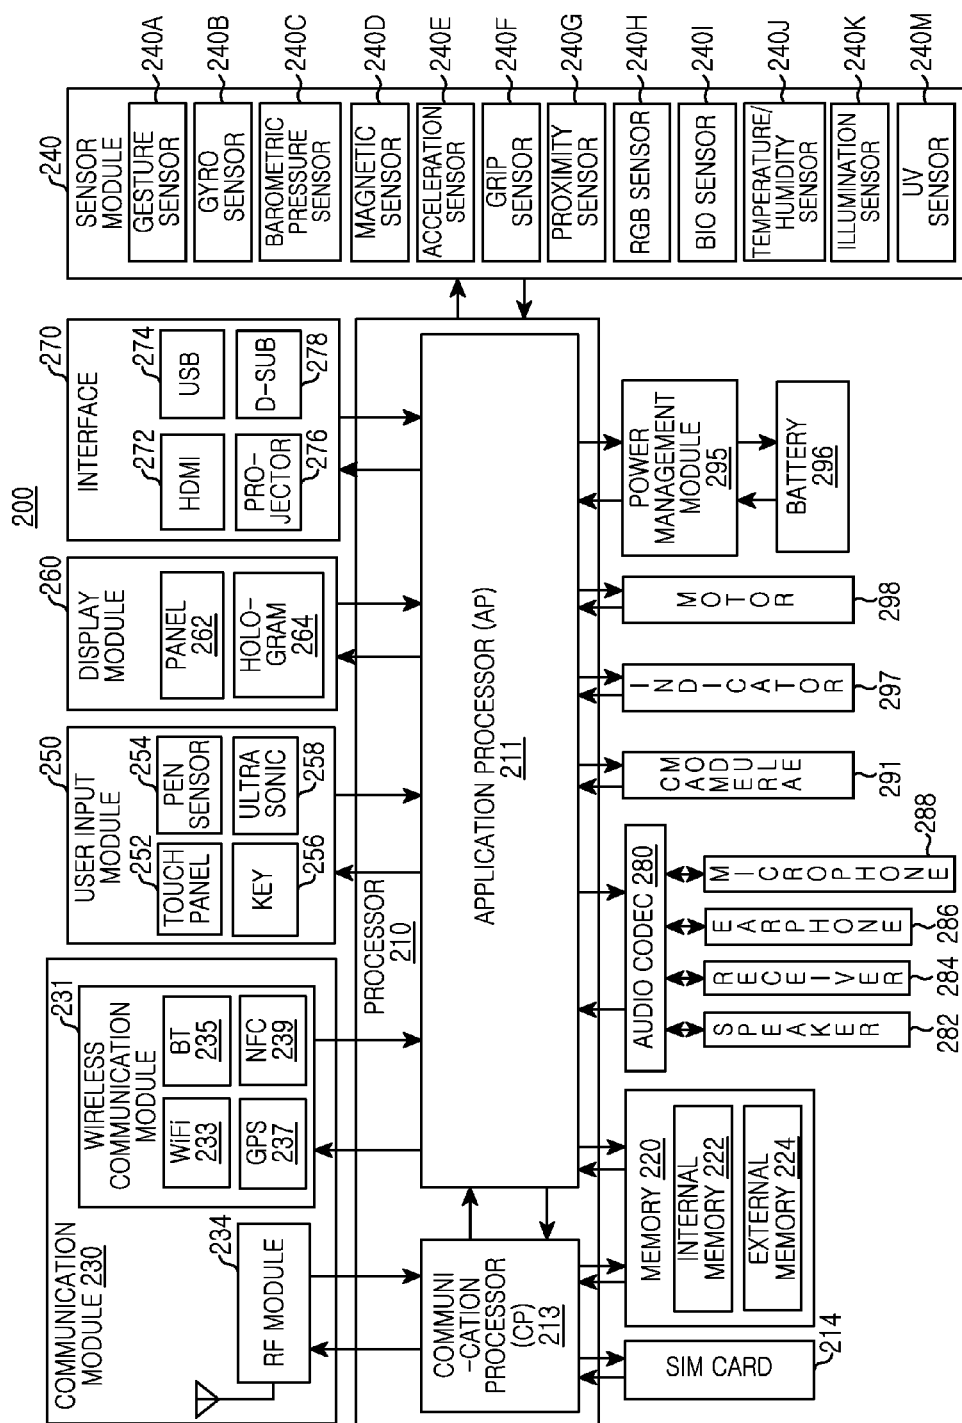 200
COMMUNICATION
MODULE 230
234
RF MODULE
231
WIRELESS
COMMUNICATION
MODULE
WiFi
233
BT
235
GPS
237
NFC
239
250
USER INPUT
MODULE
252
TOUCH
PANEL
254
PEN
SENSOR
KEY
256
ULTRA
SONIC
258
260
DISPLAY
MODULE
PANEL
262
HOLO-
GRAM
264
270
INTERFACE
272
HDMI
274
USB
PRO-
JECTOR
276
D-SUB
278
PROCESSOR
210
COMMUNI
-CATION
PROCESSOR
(CP)
213
APPLICATION PROCESSOR (AP)
211
240
SENSOR
MODULE
GESTURE
SENSOR
240A
GYRO
SENSOR
240B
BAROMETRIC
PRESSURE
SENSOR
240C
MAGNETIC
SENSOR
240D
ACCELERATION
SENSOR
240E
GRIP
SENSOR
240F
PROXIMITY
SENSOR
240G
RGB SENSOR
240H
BIO SENSOR
240I
TEMPERATURE/
HUMIDITY
SENSOR
240J
ILLUMINATION
SENSOR
240K
UV
SENSOR
240M
SIM CARD
214
MEMORY 220
INTERNAL
MEMORY 222
EXTERNAL
MEMORY 224
AUDIO CODEC 280
SPEAKER
282
RECEIVER
284
EARPHONE
286
MICROPHONE
288
CAMERA
MODULE
291
INDICATOR
297
MOTOR
298
POWER
MANAGEMENT
MODULE
295
BATTERY
296